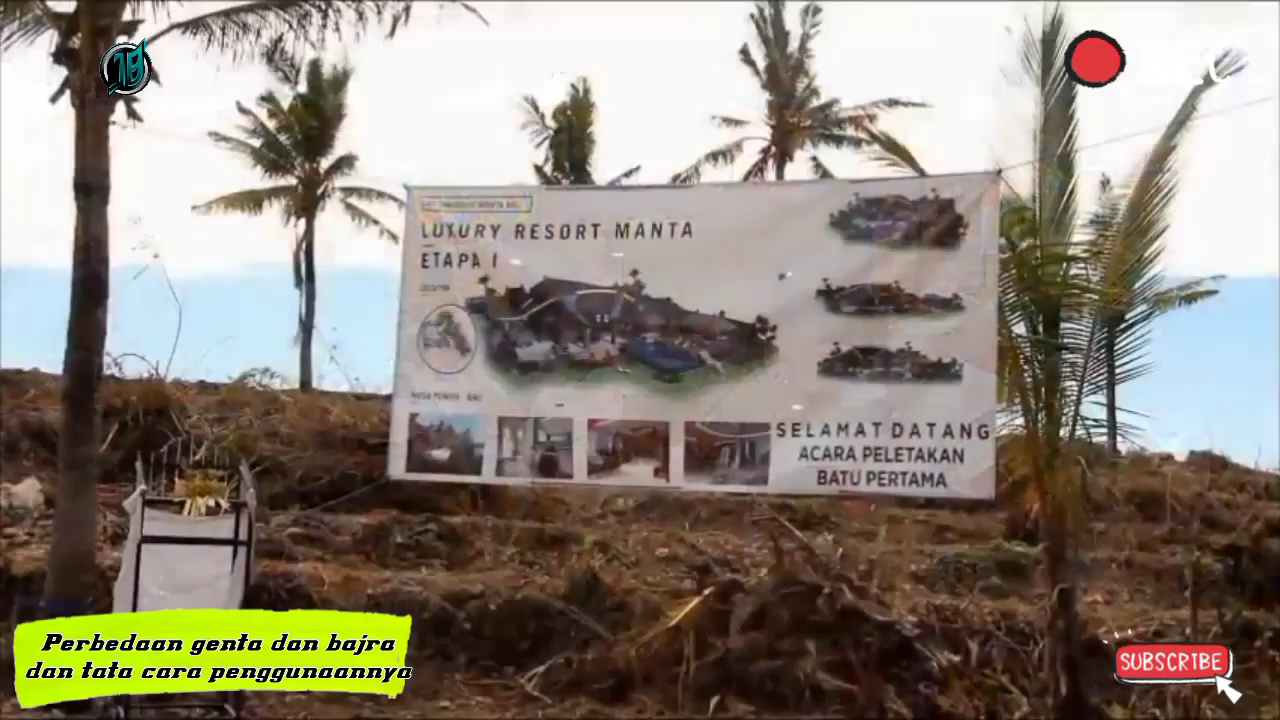 LUXURY RESORT MANTA
ETAPA I
SELAMAT DATANG
ACARA PELETAKAN
BATU PERTAMA
Perbedaan genta dan bajra
dan tata cara penggunaannya
SUBSCRIBE